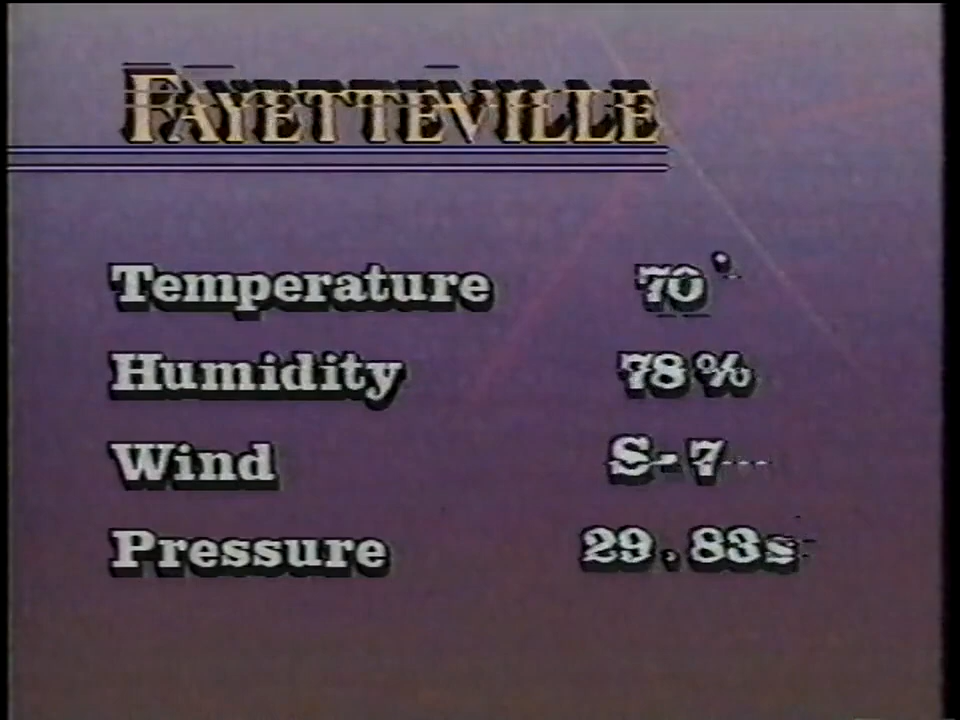 FAYETTEVILLE
Temperature 70°
Humidity 78%
Wind S-7
Pressure 29.83s